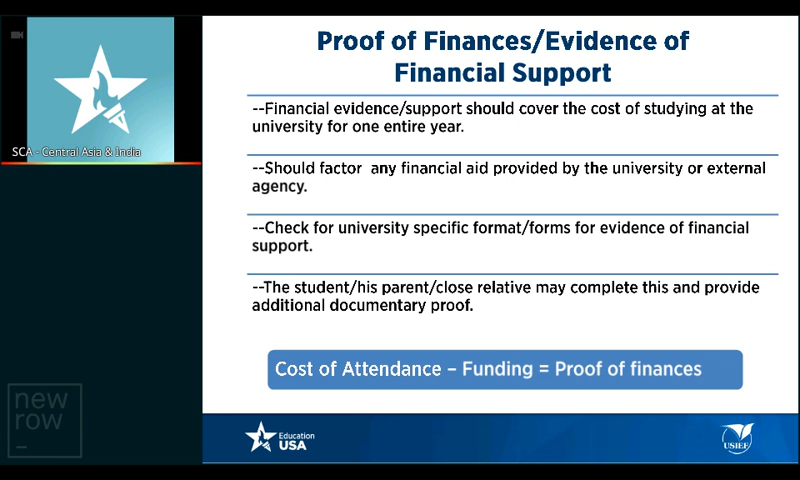 Proof of Finances/Evidence of
Financial Support
--Financial evidence/support should cover the cost of studying at the
university for one entire year.
--Should factor any financial aid provided by the university or external
agency.
--Check for university specific format/forms for evidence of financial
support.
--The student/his parent/close relative may complete this and provide
additional documentary proof.
Cost of Attendance – Funding = Proof of finances
SCA - Central Asia & India
new
row
Education
USA
USIEF